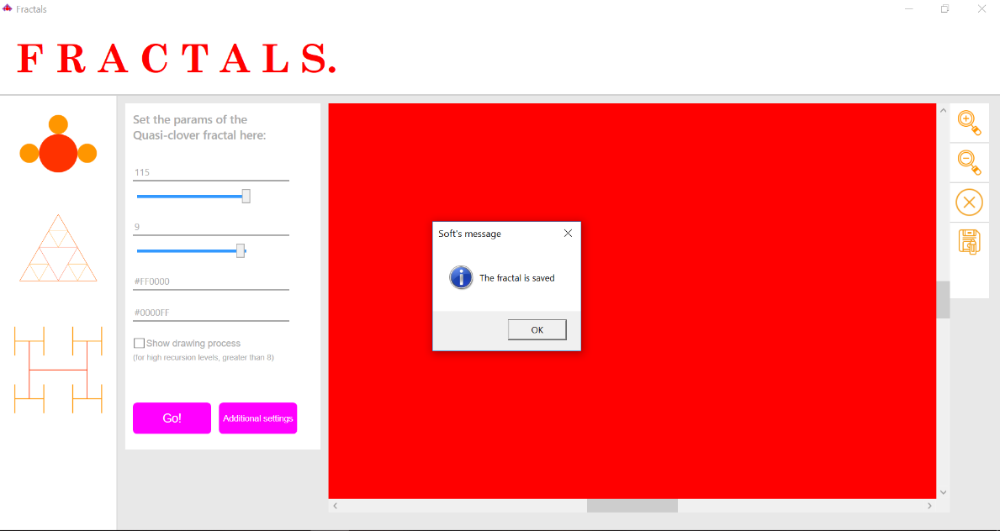 Fractals
F R A C T A L S.
Set the params of the
Quasi-clover fractal here:
115
9
#FF0000
#0000FF
Show drawing process
(for high recursion levels, greater than 8)
Go!
Additional settings
Soft's message
The fractal is saved
OK